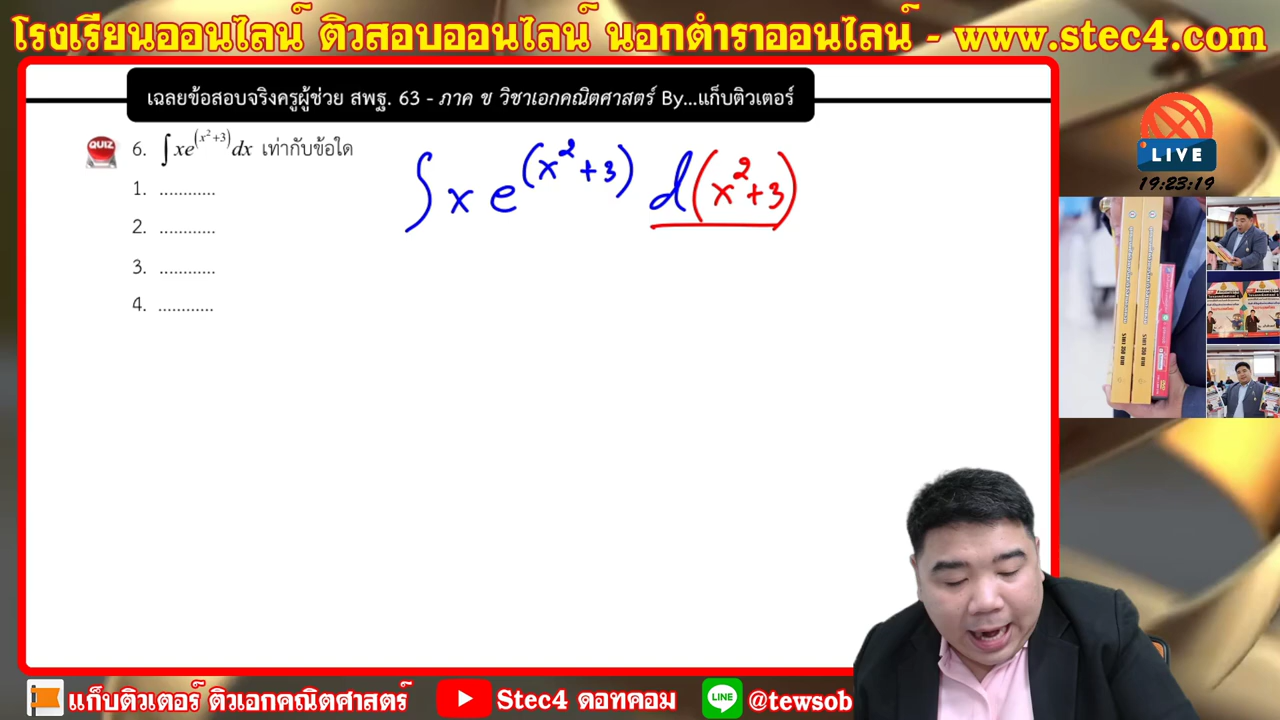 โรงเรียนออนไลน์ ติวสอบออนไลน์ นอกตำราออนไลน์ - www.stec4.com
เฉลยข้อสอบจริงครูผู้ช่วย สพฐ. 63 - ภาค ข วิชาเอกคณิตศาสตร์ By...แก็บติวเตอร์
QUIZ 6. ∫xe^(x²+3)dx เท่ากับข้อใด
∫ x e^(x²+3) d(x²+3)
1. ............
2. ............
3. ............
4. ............
LIVE
19:23:19
แก็บติวเตอร์ ติวเอกคณิตศาสตร์ Stec4 ดอทคอม LINE @tewsob